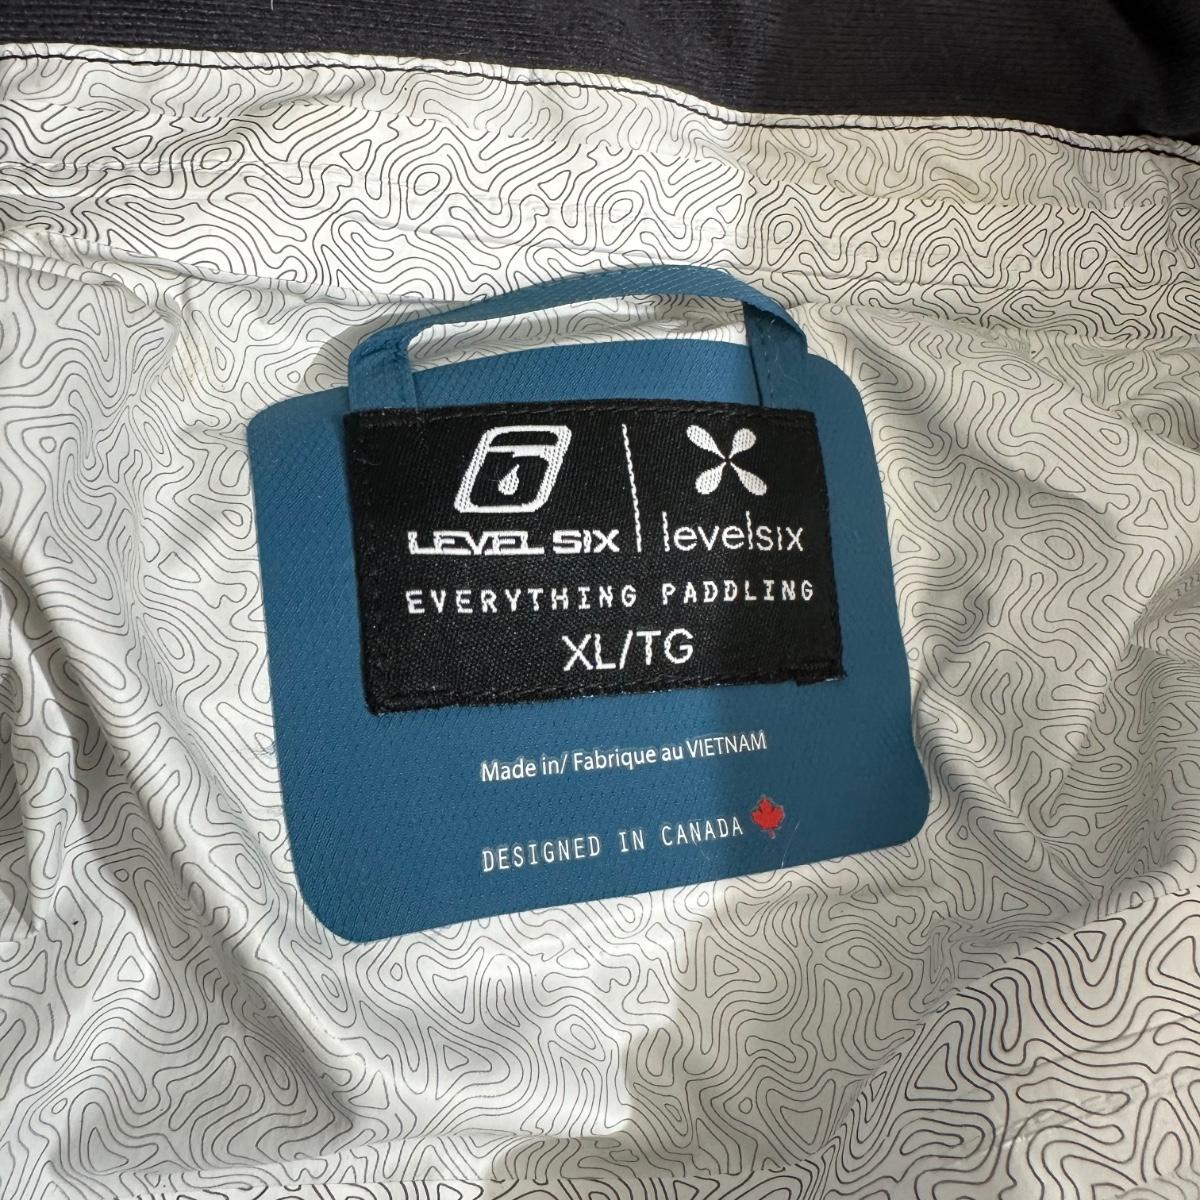 LEVEL SIX | levelsix
EVERYTHING PADDLING
XL/TG
Made in/ Fabrique au VIETNAM
DESIGNED IN CANADA